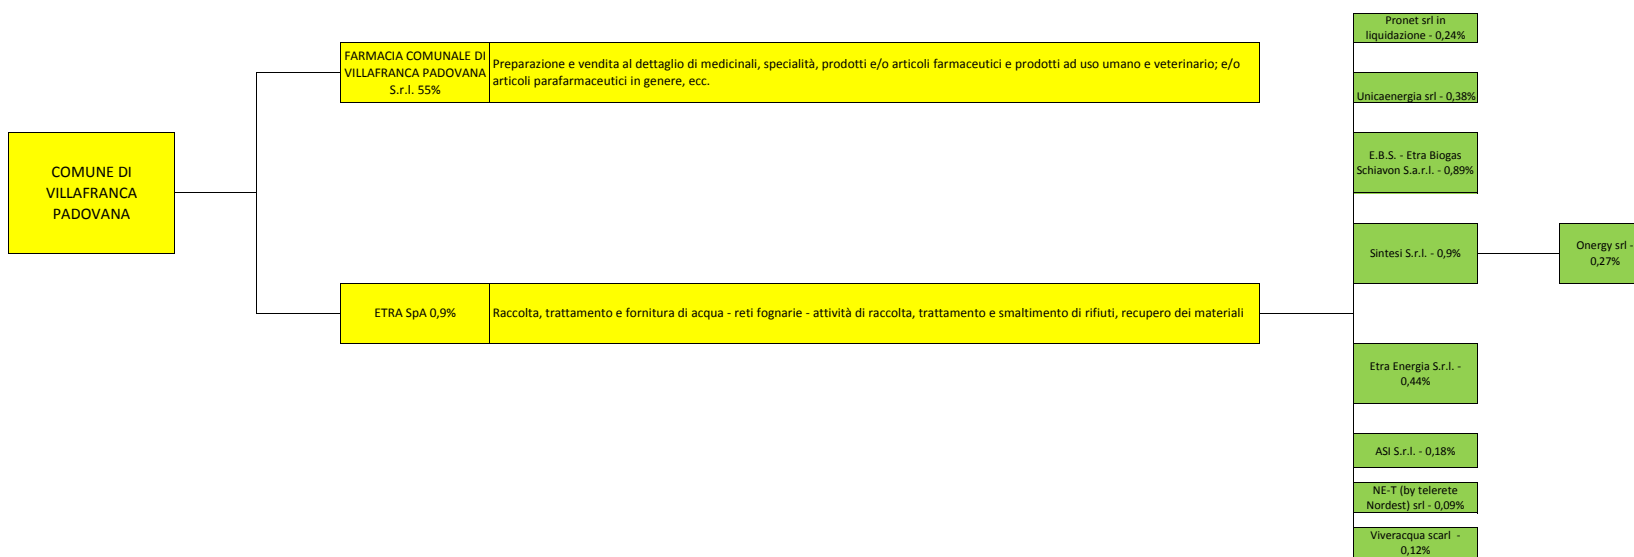 COMUNE DI
VILLAFRANCA
PADOVANA
FARMACIA COMUNALE DI
VILLAFRANCA PADOVANA
S.r.l. 55%
Preparazione e vendita al dettaglio di medicinali, specialità, prodotti e/o articoli farmaceutici e prodotti ad uso umano e veterinario; e/o
articoli parafarmaceutici in genere, ecc.
ETRA SpA 0,9%
Raccolta, trattamento e fornitura di acqua - reti fognarie - attività di raccolta, trattamento e smaltimento di rifiuti, recupero dei materiali
Pronet srl in
liquidazione - 0,24%
Unicaenergia srl - 0,38%
E.B.S. - Etra Biogas
Schiavon S.a.r.l. - 0,89%
Sintesi S.r.l. - 0,9%
Onergy srl -
0,27%
Etra Energia S.r.l. -
0,44%
ASI S.r.l. - 0,18%
NE-T (by telerete
Nordest) srl - 0,09%
Viveracqua scarl -
0,12%